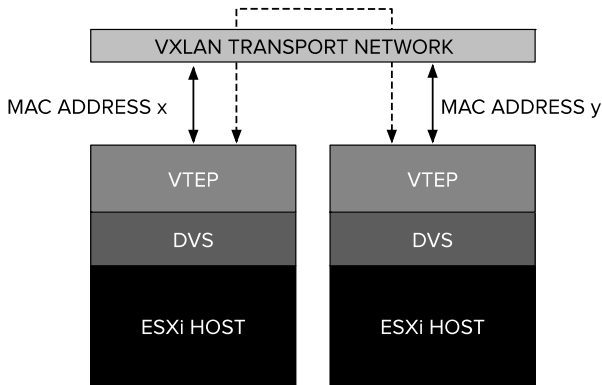 VXLAN TRANSPORT NETWORK
MAC ADDRESS x
MAC ADDRESS y
VTEP
VTEP
DVS
DVS
ESXi HOST
ESXi HOST